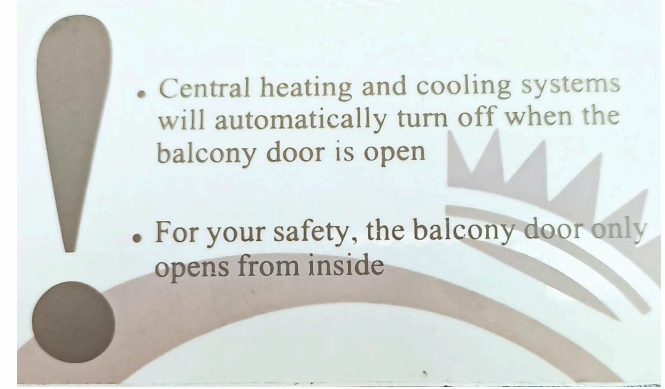 • Central heating and cooling systems
will automatically turn off when the
balcony door is open
• For your safety, the balcony door only
opens from inside